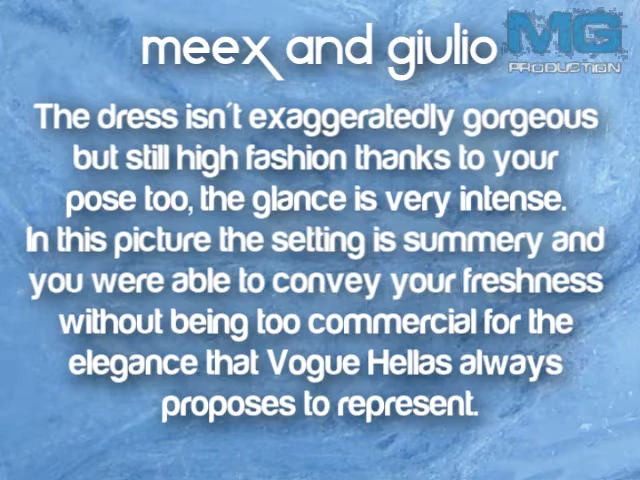 meex and giulio
MG
PRODUCTION
The dress isn´t exaggeratedly gorgeous
but still high fashion thanks to your
pose too, the glance is very intense.
In this picture the setting is summery and
you were able to convey your freshness
without being too commercial for the
elegance that Vogue Hellas always
proposes to represent.